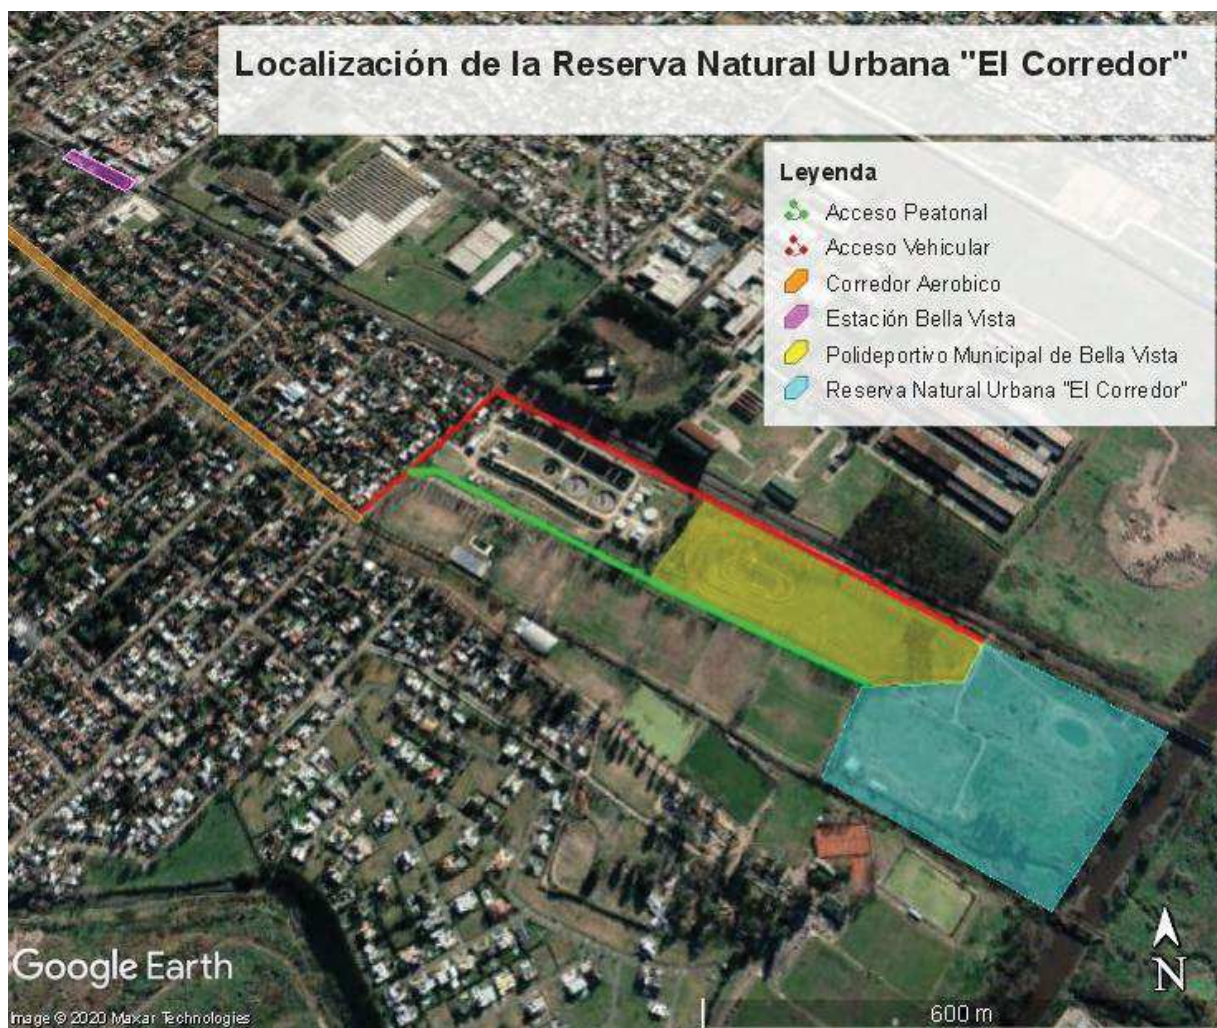 Localización de la Reserva Natural Urbana "El Corredor"
Leyenda
Acceso Peatonal
Acceso Vehicular
Corredor Aerobico
Estación Bella Vista
Polideportivo Municipal de Bella Vista
Reserva Natural Urbana "El Corredor"
Google Earth
Image © 2020 Maxar Technologies
600 m
N